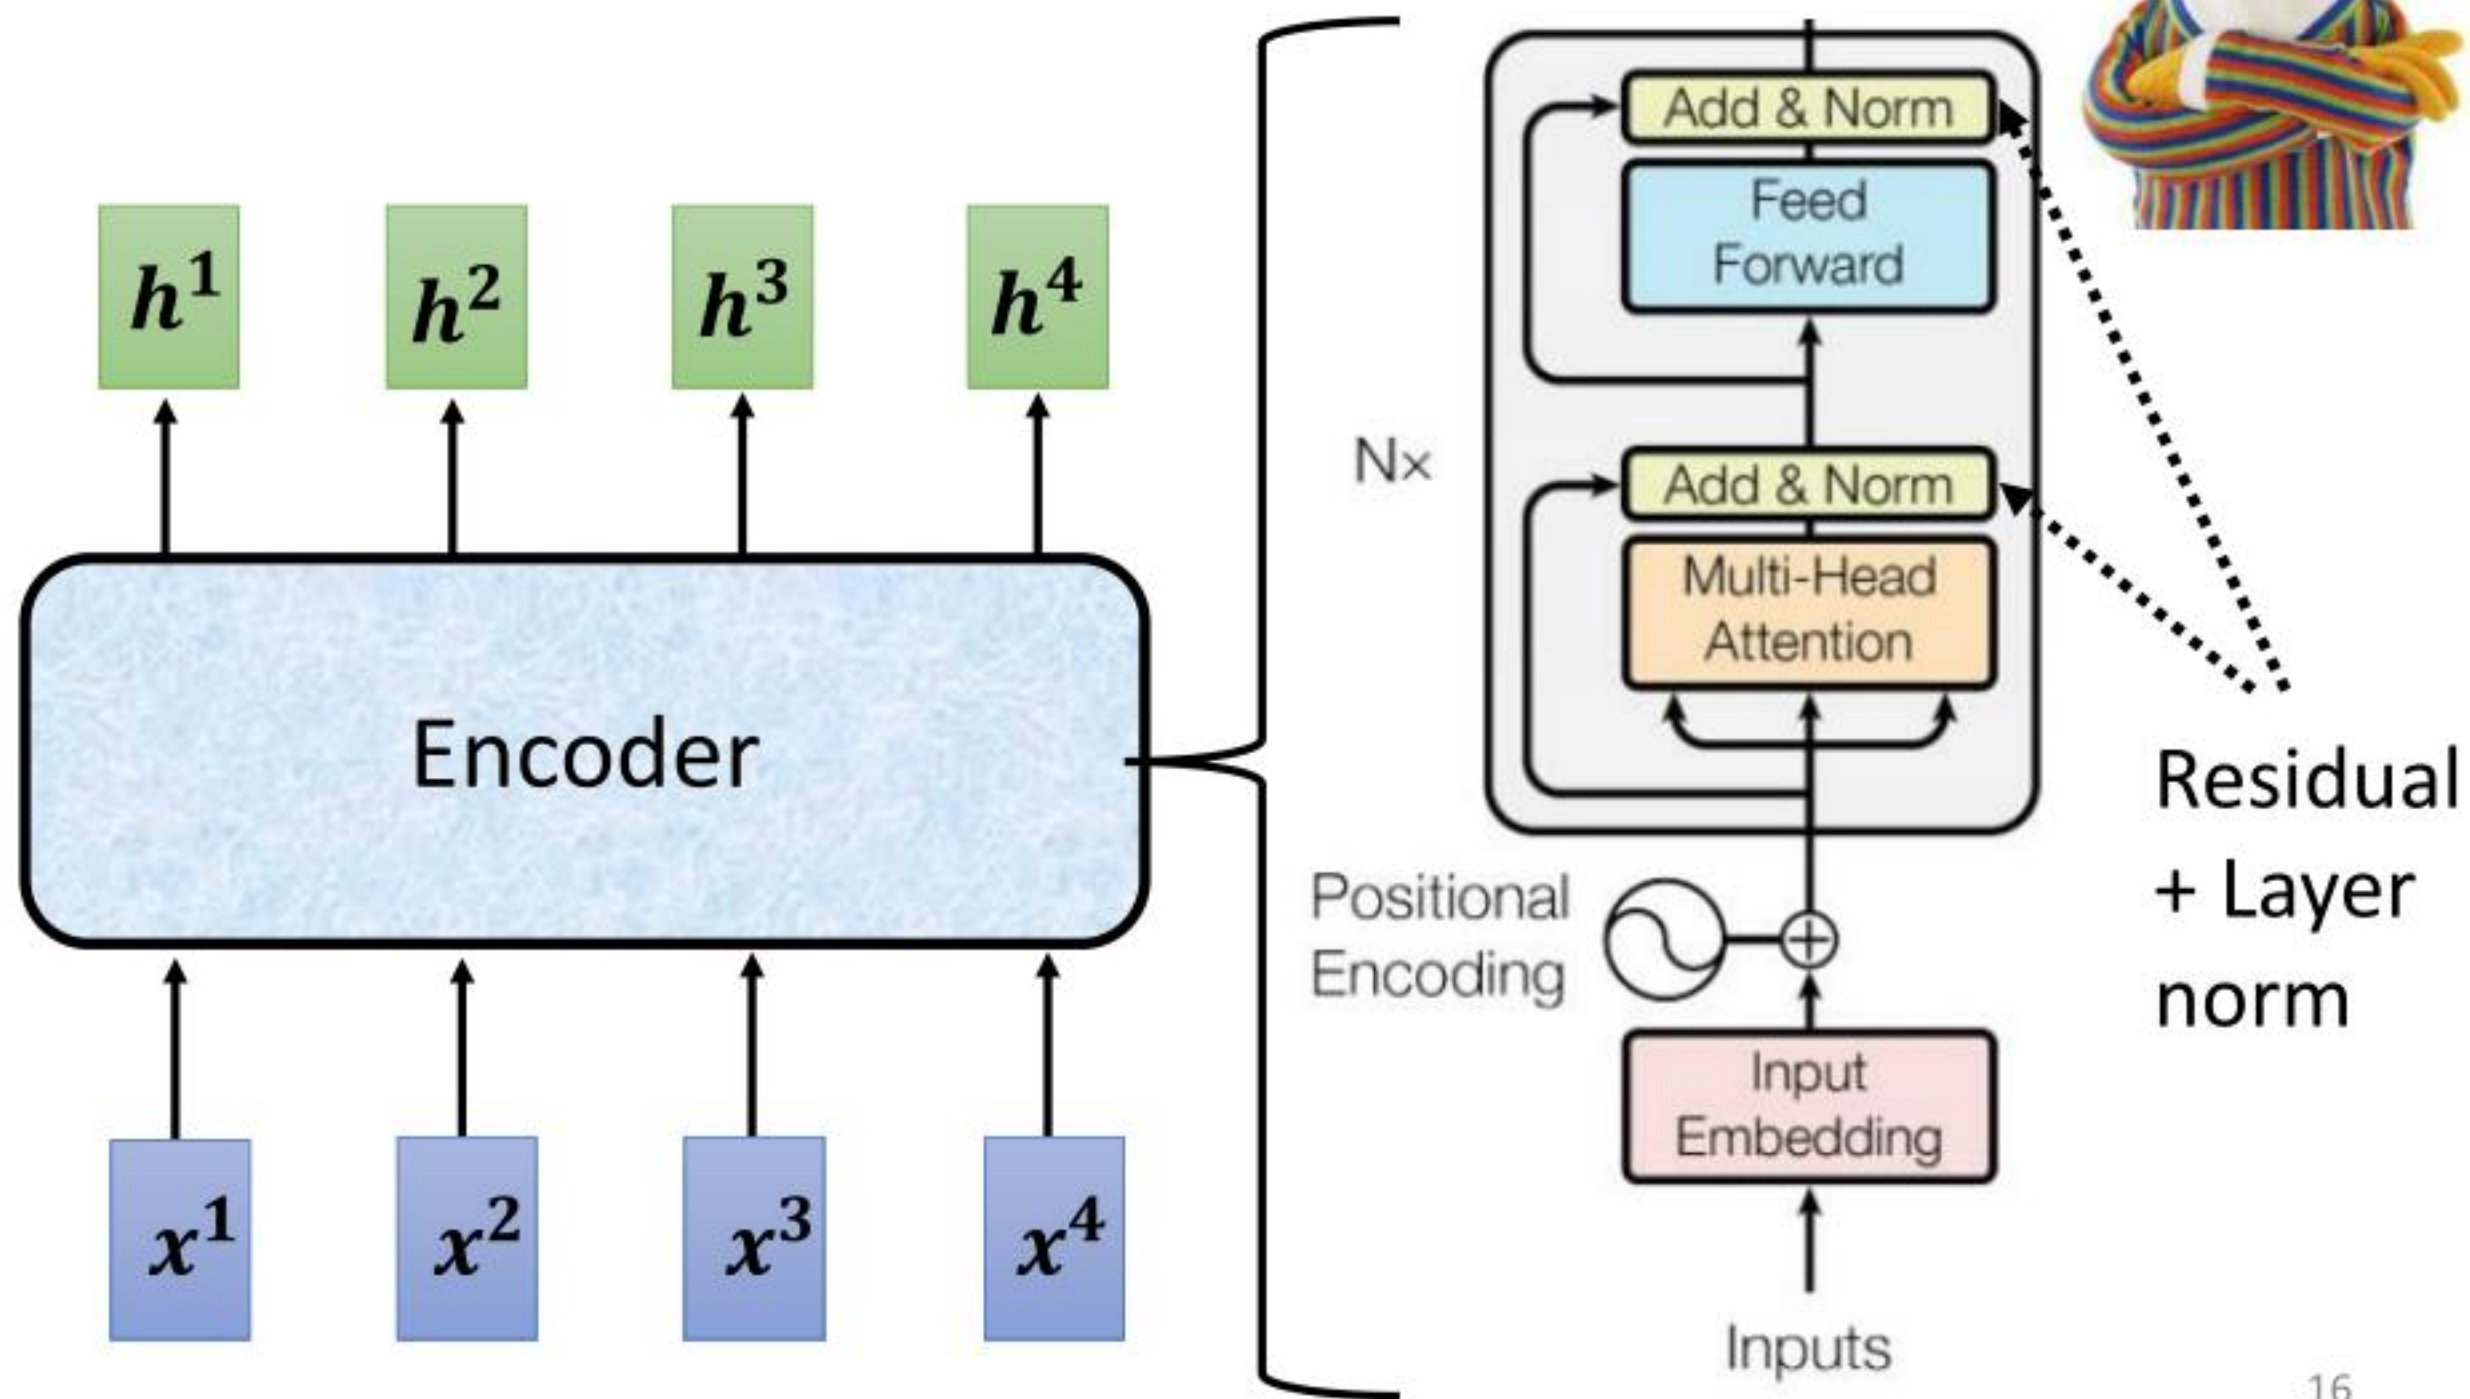 h¹ h² h³ h⁴
Encoder
x¹ x² x³ x⁴
Add & Norm
Feed
Forward
N×
Add & Norm
Multi-Head
Attention
Positional
Encoding
Input
Embedding
Inputs
Residual
+ Layer
norm
16